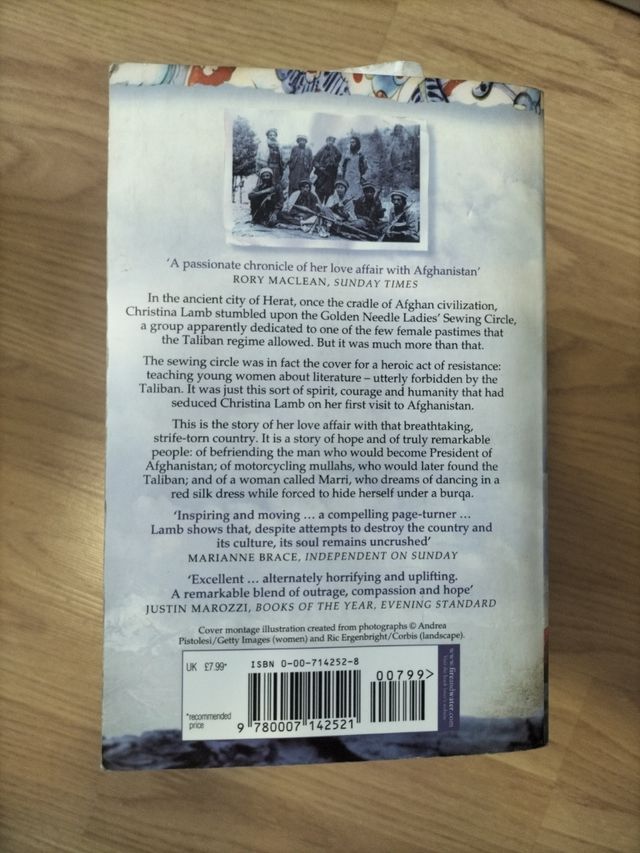 ‘A passionate chronicle of her love affair with Afghanistan’
RORY MACLEAN, SUNDAY TIMES
In the ancient city of Herat, once the cradle of Afghan civilization,
Christina Lamb stumbled upon the Golden Needle Ladies’ Sewing Circle,
a group apparently dedicated to one of the few female pastimes that
the Taliban regime allowed. But it was much more than that.
The sewing circle was in fact the cover for a heroic act of resistance:
teaching young women about literature – utterly forbidden by the
Taliban. It was just this sort of spirit, courage and humanity that had
seduced Christina Lamb on her first visit to Afghanistan.
This is the story of her love affair with that breathtaking,
strife-torn country. It is a story of hope and of truly remarkable
people: of befriending the man who would become President of
Afghanistan; of motorcycling mullahs, who would later found the
Taliban; and of a woman called Marri, who dreams of dancing in a
red silk dress while forced to hide herself under a burqa.
‘Inspiring and moving ... a compelling page-turner ...
Lamb shows that, despite attempts to destroy the country and
its culture, its soul remains uncrushed’
MARIANNE BRACE, INDEPENDENT ON SUNDAY
‘Excellent ... alternately horrifying and uplifting.
A remarkable blend of outrage, compassion and hope’
JUSTIN MAROZZI, BOOKS OF THE YEAR, EVENING STANDARD
Cover montage illustration created from photographs © Andrea
Pistolesi/Getty Images (women) and Ric Ergenbright/Corbis (landscape).
UK £7.99*
ISBN 0-00-714252-8
00799>
*recommended
price
9 780007 142521
www.fireandwater.com
Visit the book lover's website